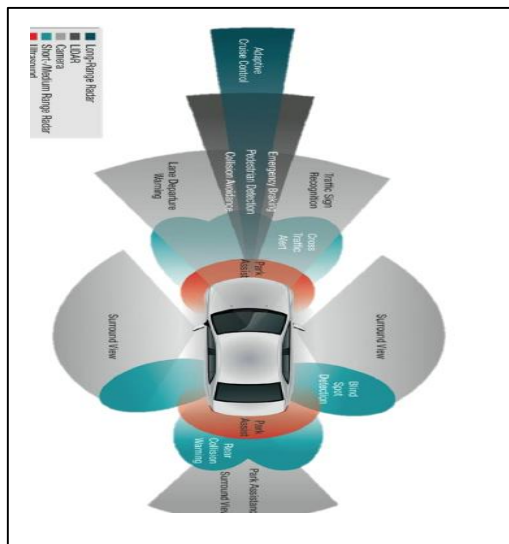 Long-Range Radar
LIDAR
Camera
Short-/Medium Range Radar
Ultrasound
Adaptive
Cruise Control
Emergency Braking
Pedestrian Detection
Collision Avoidance
Traffic Sign
Recognition
Lane Departure
Warning
Cross
Traffic
Alert
Park
Assist
Surround View
Surround View
Blind
Spot
Detection
Park
Assist
Rear
Collision
Warning
Park Assistance
Surround View